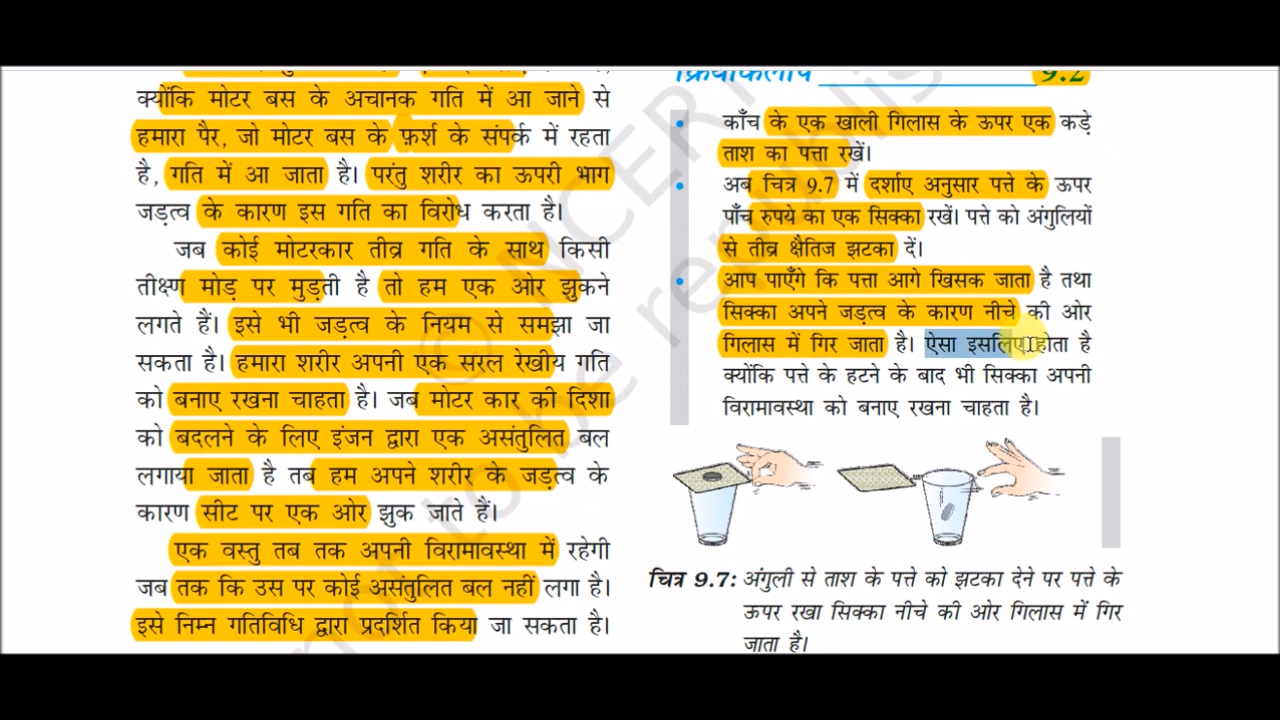 क्योंकि मोटर बस के अचानक गति में आ जाने से
हमारा पैर, जो मोटर बस के फ़र्श के संपर्क में रहता
है, गति में आ जाता है। परंतु शरीर का ऊपरी भाग
जड़त्व के कारण इस गति का विरोध करता है।
जब कोई मोटरकार तीव्र गति के साथ किसी
तीक्ष्ण मोड़ पर मुड़ती है तो हम एक ओर झुकने
लगते हैं। इसे भी जड़त्व के नियम से समझा जा
सकता है। हमारा शरीर अपनी एक सरल रेखीय गति
को बनाए रखना चाहता है। जब मोटर कार की दिशा
को बदलने के लिए इंजन द्वारा एक असंतुलित बल
लगाया जाता है तब हम अपने शरीर के जड़त्व के
कारण सीट पर एक ओर झुक जाते हैं।
एक वस्तु तब तक अपनी विरामावस्था में रहेगी
जब तक कि उस पर कोई असंतुलित बल नहीं लगा है।
इसे निम्न गतिविधि द्वारा प्रदर्शित किया जा सकता है।
क्रियाकलाप 9.2
• काँच के एक खाली गिलास के ऊपर एक कड़े
ताश का पत्ता रखें।
• अब चित्र 9.7 में दर्शाए अनुसार पत्ते के ऊपर
पाँच रुपये का एक सिक्का रखें। पत्ते को अंगुलियों
से तीव्र क्षैतिज झटका दें।
• आप पाएँगे कि पत्ता आगे खिसक जाता है तथा
सिक्का अपने जड़त्व के कारण नीचे की ओर
गिलास में गिर जाता है। ऐसा इसलिए होता है
क्योंकि पत्ते के हटने के बाद भी सिक्का अपनी
विरामावस्था को बनाए रखना चाहता है।
चित्र 9.7: अंगुली से ताश के पत्ते को झटका देने पर पत्ते के
ऊपर रखा सिक्का नीचे की ओर गिलास में गिर
जाता है।